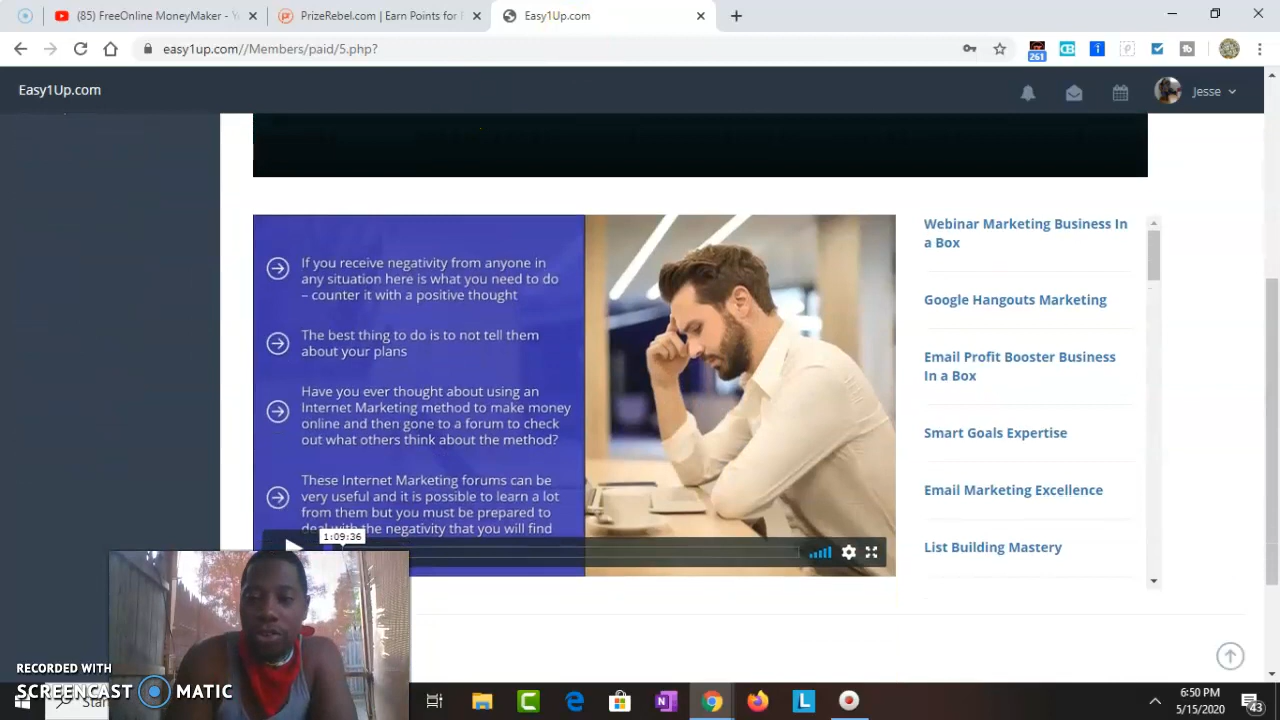 (85) FreeOnline MoneyMaker - Y
PrizeRebel.com | Earn Points for F
Easy1Up.com
easy1up.com//Members/paid/5.php?
261
Easy1Up.com
Jesse
If you receive negativity from anyone in
any situation here is what you need to do
– counter it with a positive thought
The best thing to do is to not tell them
about your plans
Have you ever thought about using an
Internet Marketing method to make money
online and then gone to a forum to check
out what others think about the method?
These Internet Marketing forums can be
very useful and it is possible to learn a lot
from them but you must be prepared to
deal with the negativity that you will find
1:09:36
Webinar Marketing Business In
a Box
Google Hangouts Marketing
Email Profit Booster Business
In a Box
Smart Goals Expertise
Email Marketing Excellence
List Building Mastery
RECORDED WITH
SCREENCAST MATIC
6:50 PM
5/15/2020
43